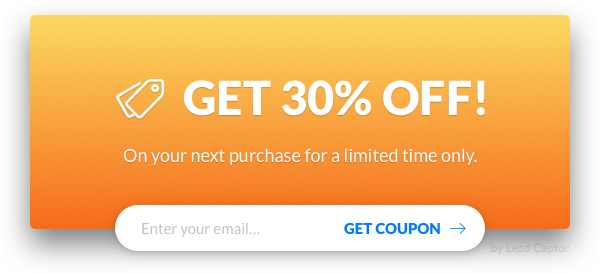 GET 30% OFF!
On your next purchase for a limited time only.
Enter your email... GET COUPON
by Lead Captor